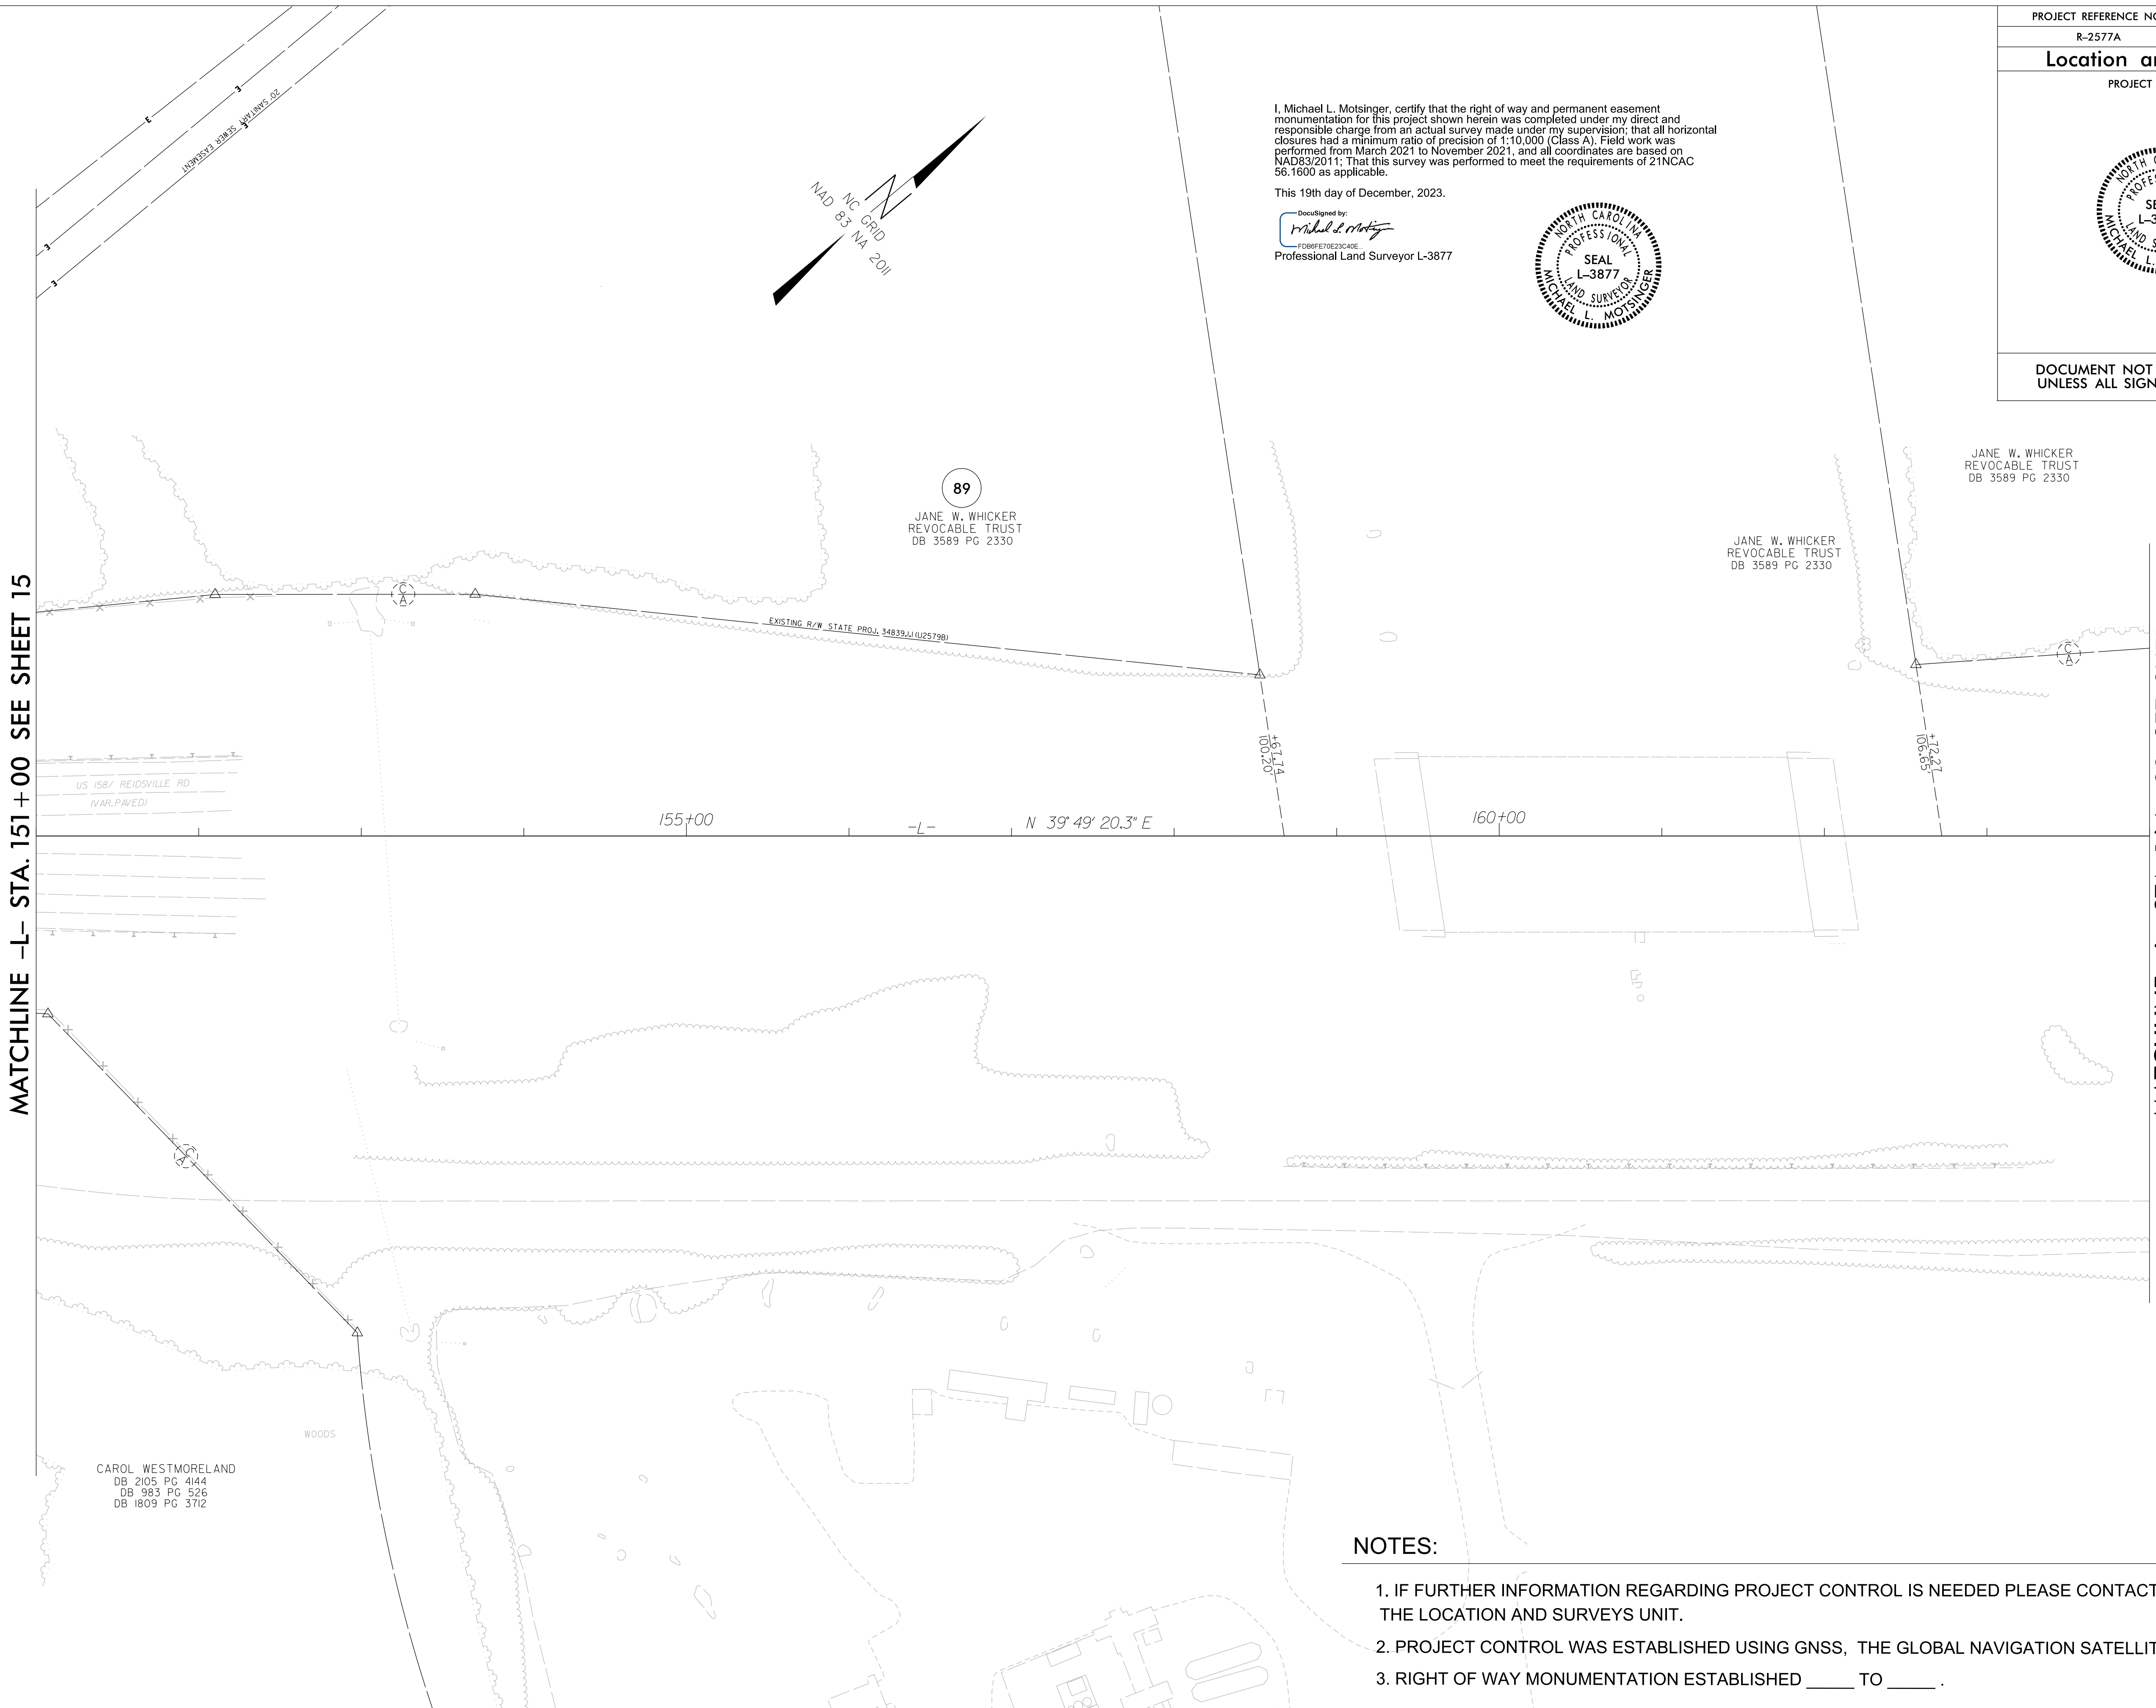 PROJECT REFERENCE NO
R–2577A
Location a
PROJECT
NORTH C
PROFES
SE
L–3
LAND S
MICHAEL L.
DOCUMENT NOT
UNLESS ALL SIGN
I, Michael L. Motsinger, certify that the right of way and permanent easement
monumentation for this project shown herein was completed under my direct and
responsible charge from an actual survey made under my supervision; that all horizontal
closures had a minimum ratio of precision of 1:10,000 (Class A). Field work was
performed from March 2021 to November 2021, and all coordinates are based on
NAD83/2011; That this survey was performed to meet the requirements of 21NCAC
56.1600 as applicable.
This 19th day of December, 2023.
DocuSigned by:
Michael L. Motsinger
FDB6FE70E23C40E...
Professional Land Surveyor L-3877
NORTH CAROLINA
PROFESSIONAL
SEAL
L–3877
LAND SURVEYOR
MICHAEL L. MOTSINGER
E
3
3
3
3
20' SANITARY SEWER EASEMENT
N
NC GRID
NAD 83 NA 2011
89
JANE W. WHICKER
REVOCABLE TRUST
DB 3589 PG 2330
JANE W. WHICKER
REVOCABLE TRUST
DB 3589 PG 2330
JANE W. WHICKER
REVOCABLE TRUST
DB 3589 PG 2330
C
A
C
A
EXISTING R/W STATE PROJ. 34839.1.1 (U2579B)
MATCHLINE –L– STA. 151+00 SEE SHEET 15
+67.74
100.20'
+72.27
106.65'
US 158/ REIDSVILLE RD
(VAR. PAVED)
155+00
-L-
N 39° 49' 20.3" E
160+00
C
A
WOODS
CAROL WESTMORELAND
DB 2105 PG 4144
DB 983 PG 526
DB 1809 PG 3712
NOTES:
1. IF FURTHER INFORMATION REGARDING PROJECT CONTROL IS NEEDED PLEASE CONTACT
THE LOCATION AND SURVEYS UNIT.
2. PROJECT CONTROL WAS ESTABLISHED USING GNSS, THE GLOBAL NAVIGATION SATELLIT
3. RIGHT OF WAY MONUMENTATION ESTABLISHED _____ TO _____ .